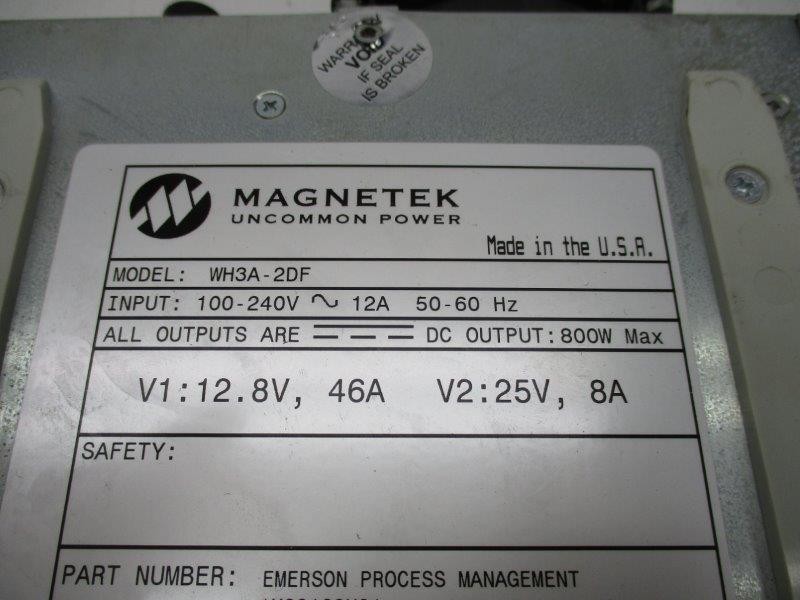 WARRANTY
VOID
IF SEAL
IS BROKEN
MAGNETEK
UNCOMMON POWER
Made in the U.S.A.
MODEL: WH3A-2DF
INPUT: 100-240V ~ 12A 50-60 Hz
ALL OUTPUTS ARE ⎓ DC OUTPUT: 800W Max
V1:12.8V, 46A V2:25V, 8A
SAFETY:
PART NUMBER: EMERSON PROCESS MANAGEMENT